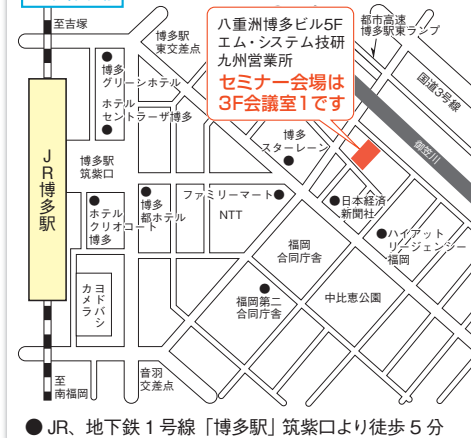 至吉塚
博多駅
東交差点
八重洲博多ビル5F
エム・システム技研
九州営業所
セミナー会場は
3F会議室1です
都市高速
博多駅東ランプ
国道3号線
御笠川
博多
グリーンホテル
ホテル
セントラーザ博多
博多
スターレーン
JR博多駅
博多駅
筑紫口
ホテル
クリオコート
博多
博多
都ホテル
ファミリーマート
NTT
日本経済
新聞社
ハイアット
リージェンシー
福岡
福岡
合同庁舎
福岡第二
合同庁舎
中比恵公園
ヨドバシ
カメラ
至
南福岡
音羽
交差点
● JR、地下鉄1号線「博多駅」筑紫口より徒歩5分